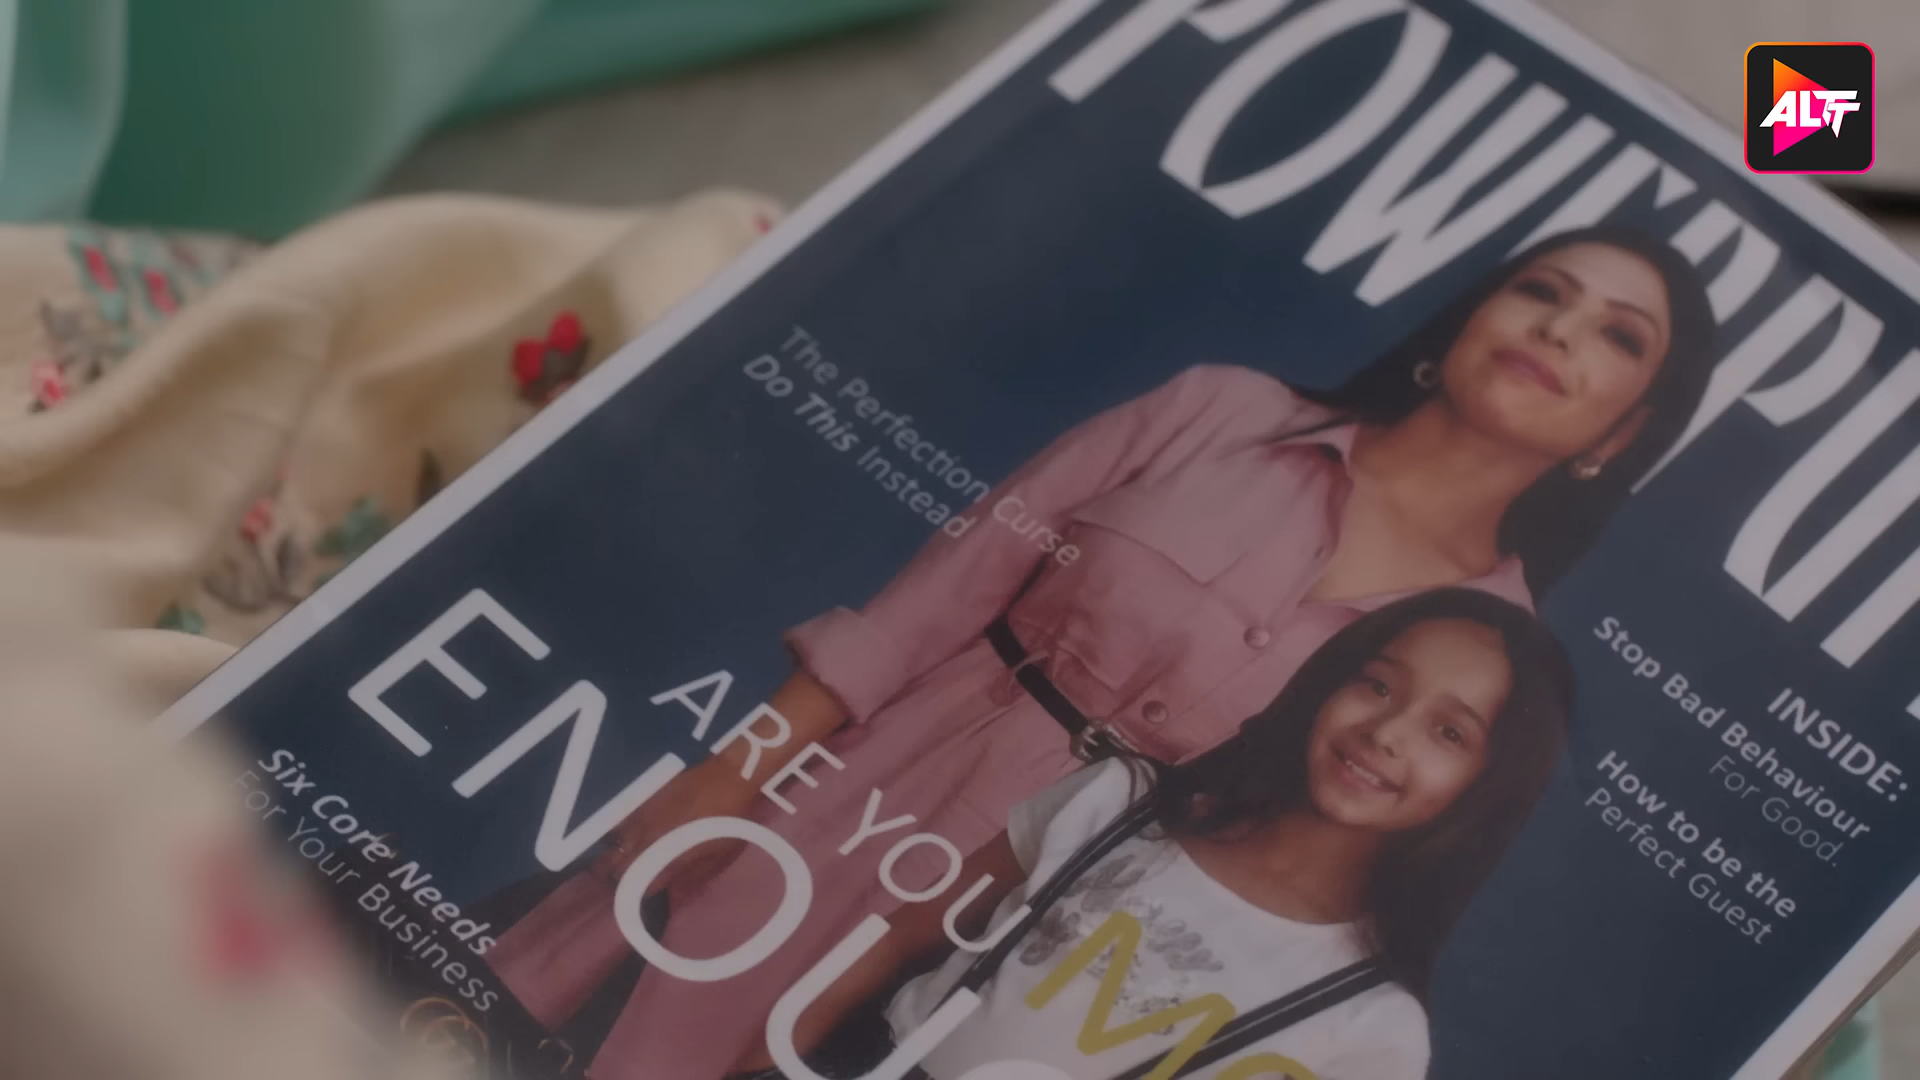 ALTT
The Perfection Curse
Do This Instead
ARE YOU
Six Core Needs
For Your Business
INSIDE:
Stop Bad Behaviour
For Good.
How to be the
Perfect Guest